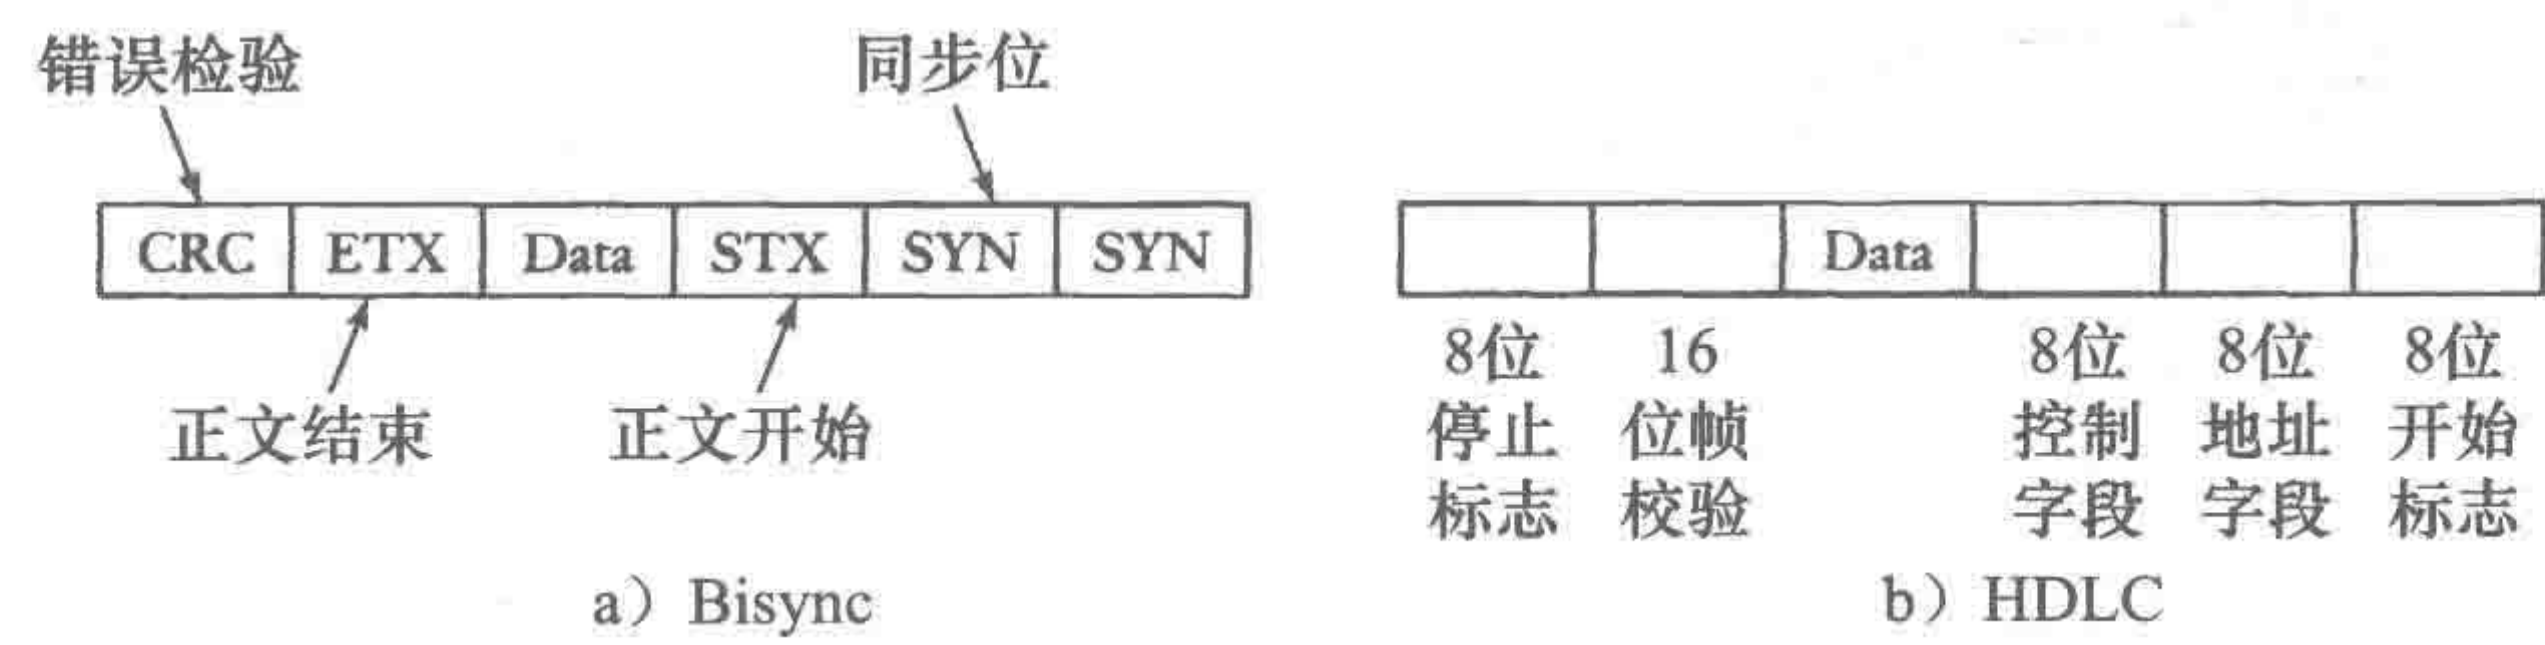 错误检验
同步位
CRC ETX Data STX SYN SYN
正文结束
正文开始
a）Bisync
Data
8位停止标志
16位帧校验
8位控制字段
8位地址字段
8位开始标志
b）HDLC